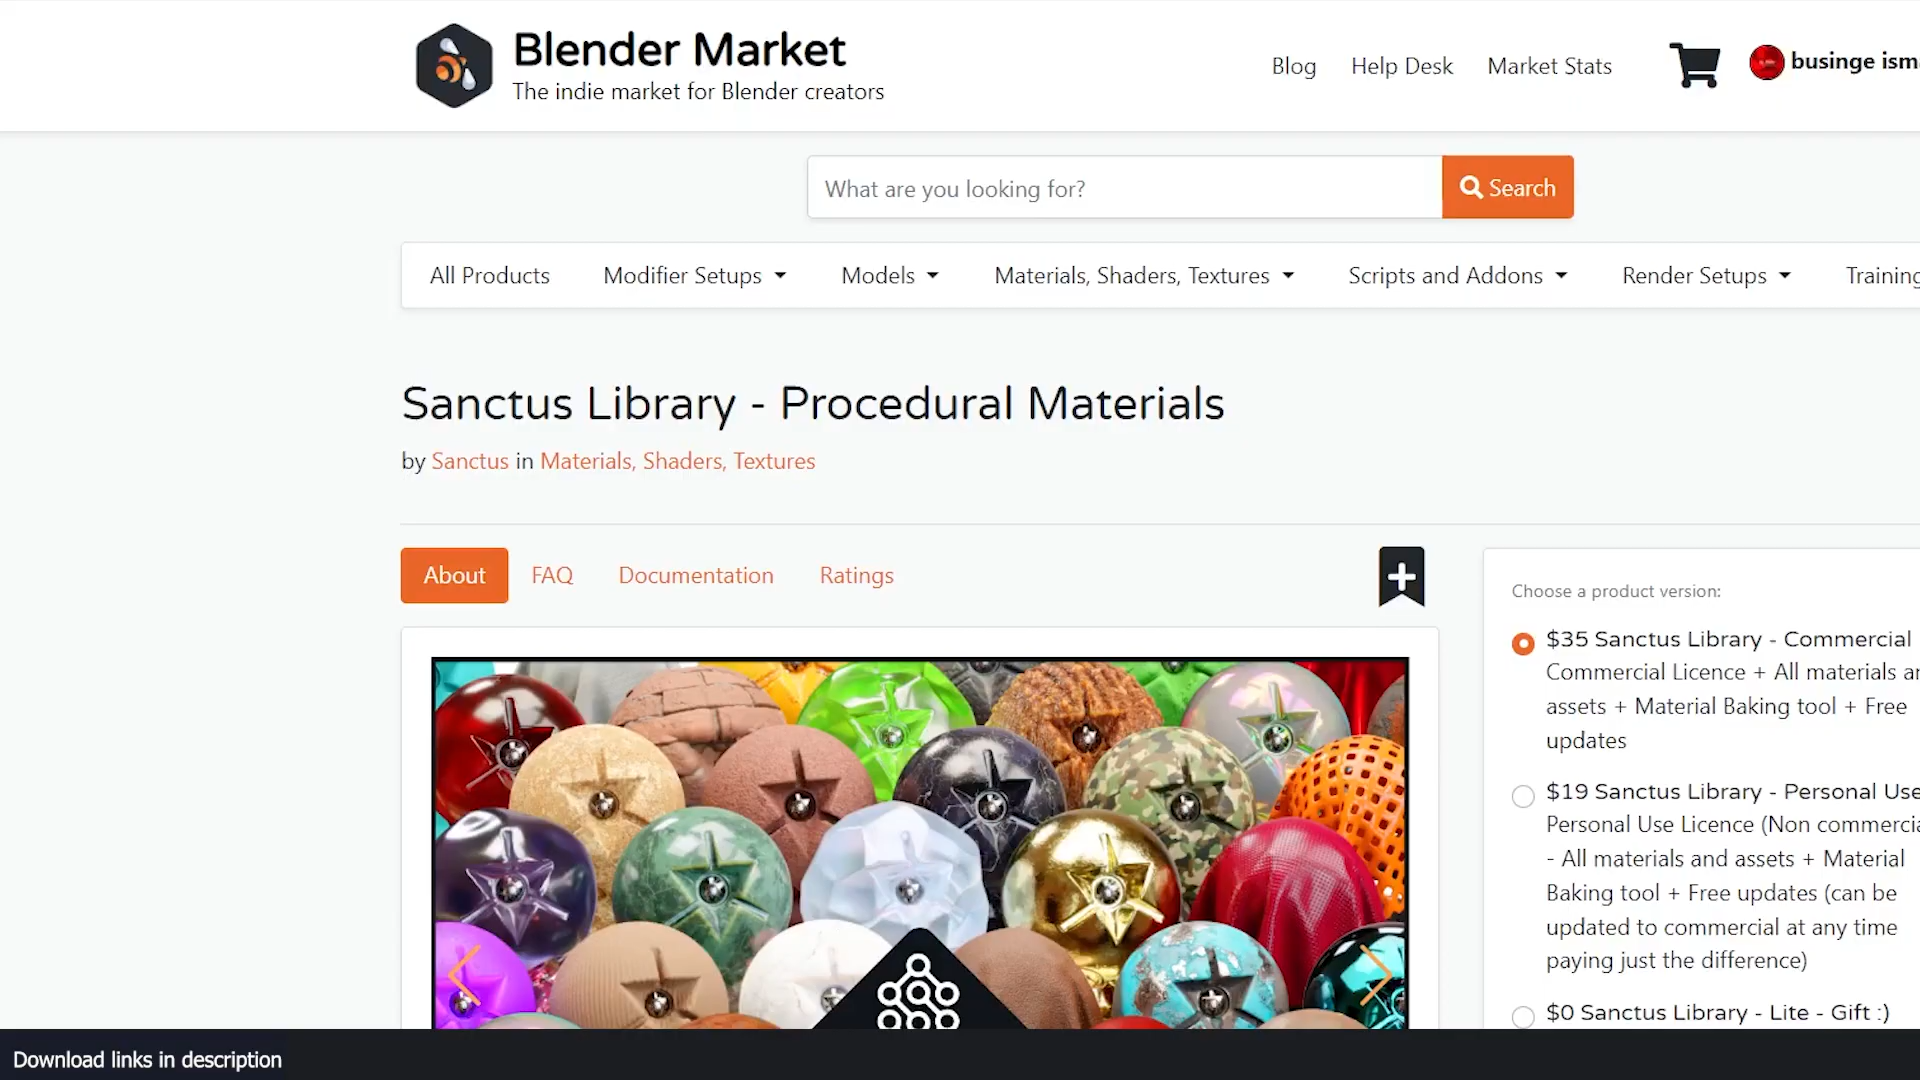 Blender Market
The indie market for Blender creators
Blog
Help Desk
Market Stats
businge
What are you looking for?
Search
All Products
Modifier Setups
Models
Materials, Shaders, Textures
Scripts and Addons
Render Setups
Training
Sanctus Library - Procedural Materials
by Sanctus in Materials, Shaders, Textures
About
FAQ
Documentation
Ratings
Choose a product version:
$35 Sanctus Library - Commercial
Commercial Licence + All materials
assets + Material Baking tool + Free
updates
$19 Sanctus Library - Personal Use
Personal Use Licence (Non
- All materials and assets + Material
Baking tool + Free updates (can be
updated to commercial at any time
paying just the difference)
$0 Sanctus Library - Lite - Gift :)
Download links in description